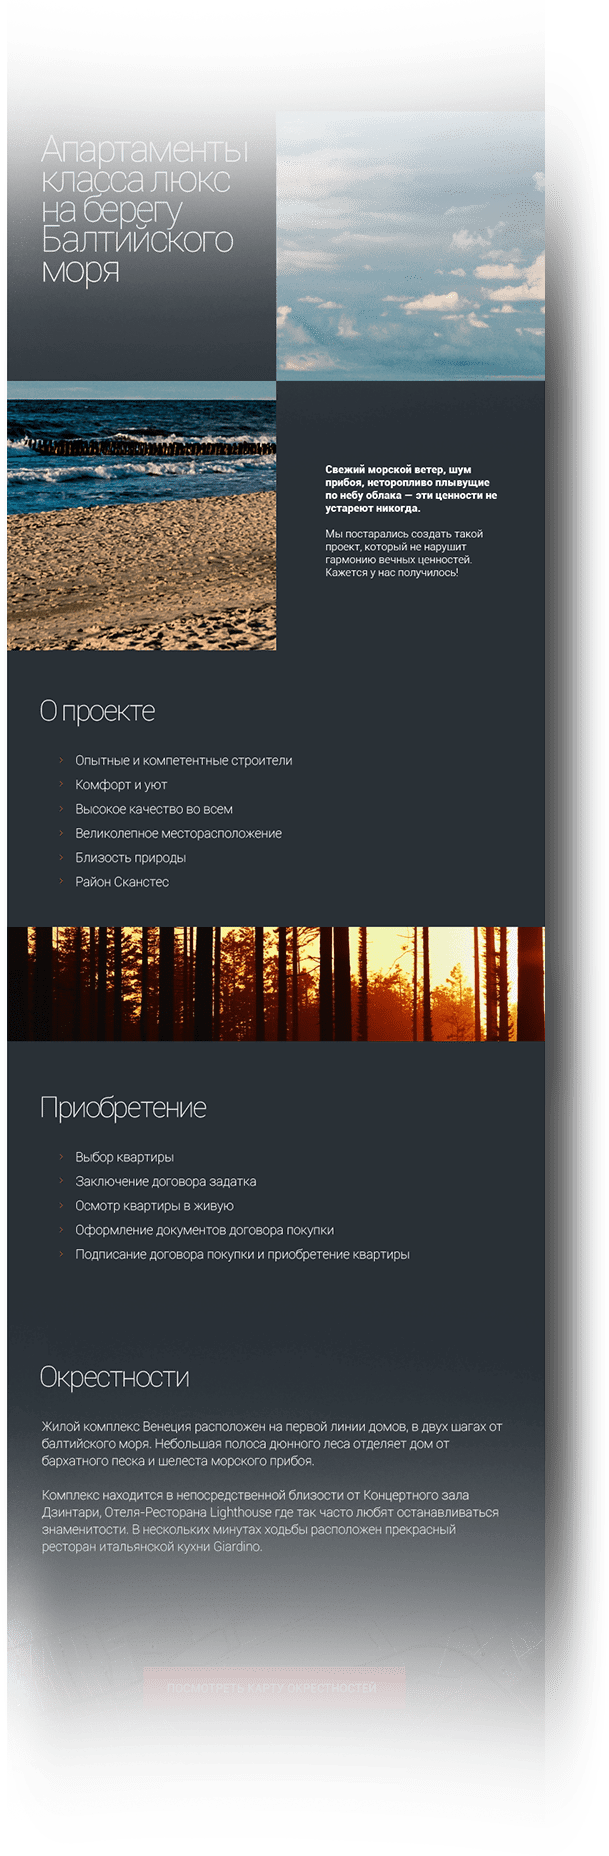 Апартаменты
класса люкс
на берегу
Балтийского
моря
Свежий морской ветер, шум
прибоя, неторопливо плывущие
по небу облака — эти ценности не
устареют никогда.
Мы постарались создать такой
проект, который не нарушит
гармонию вечных ценностей.
Кажется у нас получилось!
О проекте
Опытные и компетентные строители
Комфорт и уют
Высокое качество во всем
Великолепное месторасположение
Близость природы
Район Сканстес
Приобретение
Выбор квартиры
Заключение договора задатка
Осмотр квартиры в живую
Оформление документов договора покупки
Подписание договора покупки и приобретение квартиры
Окрестности
Жилой комплекс Венеция расположен на первой линии домов, в двух шагах от
балтийского моря. Небольшая полоса дюнного леса отделяет дом от
бархатного песка и шелеста морского прибоя.
Комплекс находится в непосредственной близости от Концертного зала
Дзинтари, Отеля-Ресторана Lighthouse где так часто любят останавливаться
знаменитости. В нескольких минутах ходьбы расположен прекрасный
ресторан итальянской кухни Giardino.
ПОСМОТРЕТЬ КАРТУ ОКРЕСТНОСТЕЙ